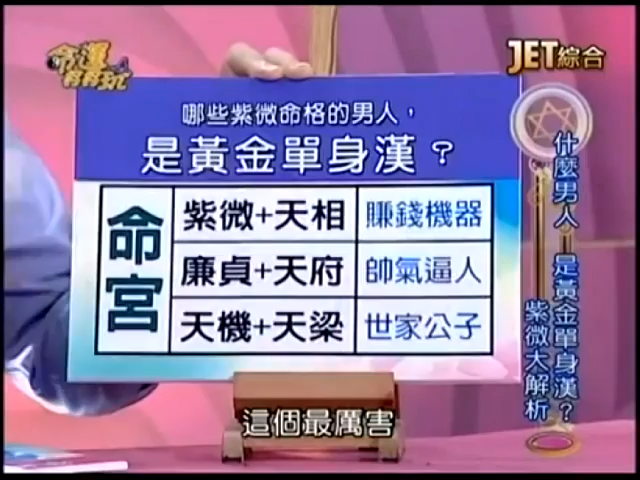 命運好好玩
JET綜合
哪些紫微命格的男人，
是黃金單身漢？
命宮
紫微+天相 賺錢機器
廉貞+天府 帥氣逼人
天機+天梁 世家公子
什麼男人 是黃金單身漢？
紫微大解析
這個最厲害